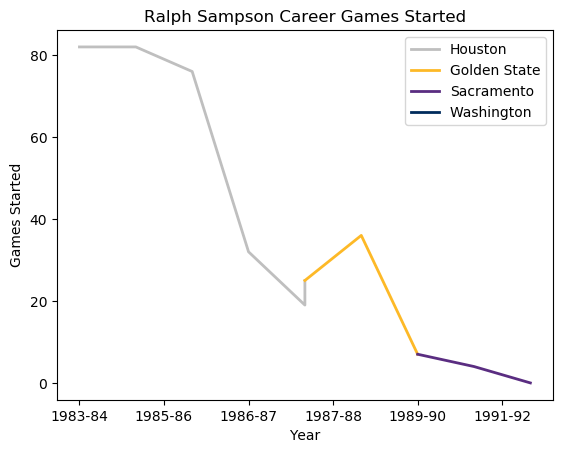 Ralph Sampson Career Games Started
Houston
Golden State
Sacramento
Washington
80
60
40
20
0
Games Started
1983-84 1985-86 1986-87 1987-88 1989-90 1991-92
Year